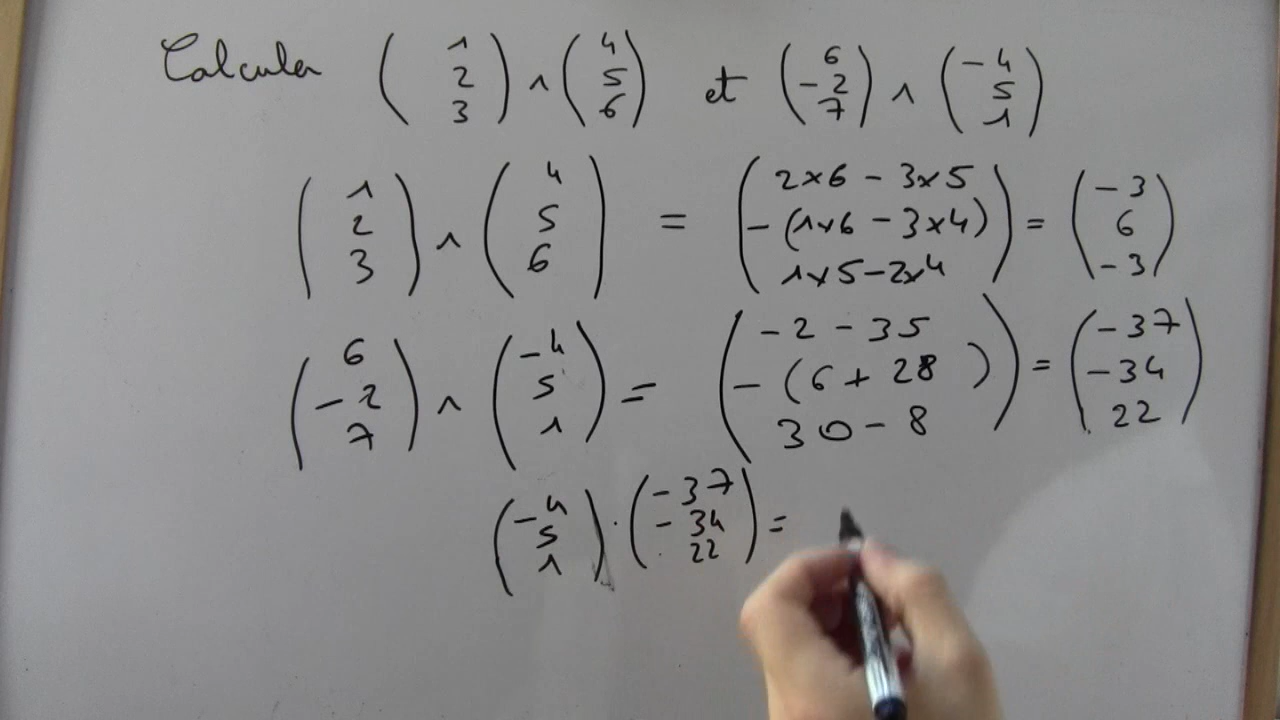 Calculer (1 2 3) ∧ (4 5 6) et (6 -2 7) ∧ (-4 5 1)
(1 2 3) ∧ (4 5 6) = (2×6 - 3×5 -(1×6 - 3×4) 1×5-2×4) = (-3 6 -3)
(6 -2 7) ∧ (-4 5 1) = (-2 - 35 -(6 + 28) 30 - 8) = (-37 -34 22)
(-4 5 1) · (-37 -34 22) =